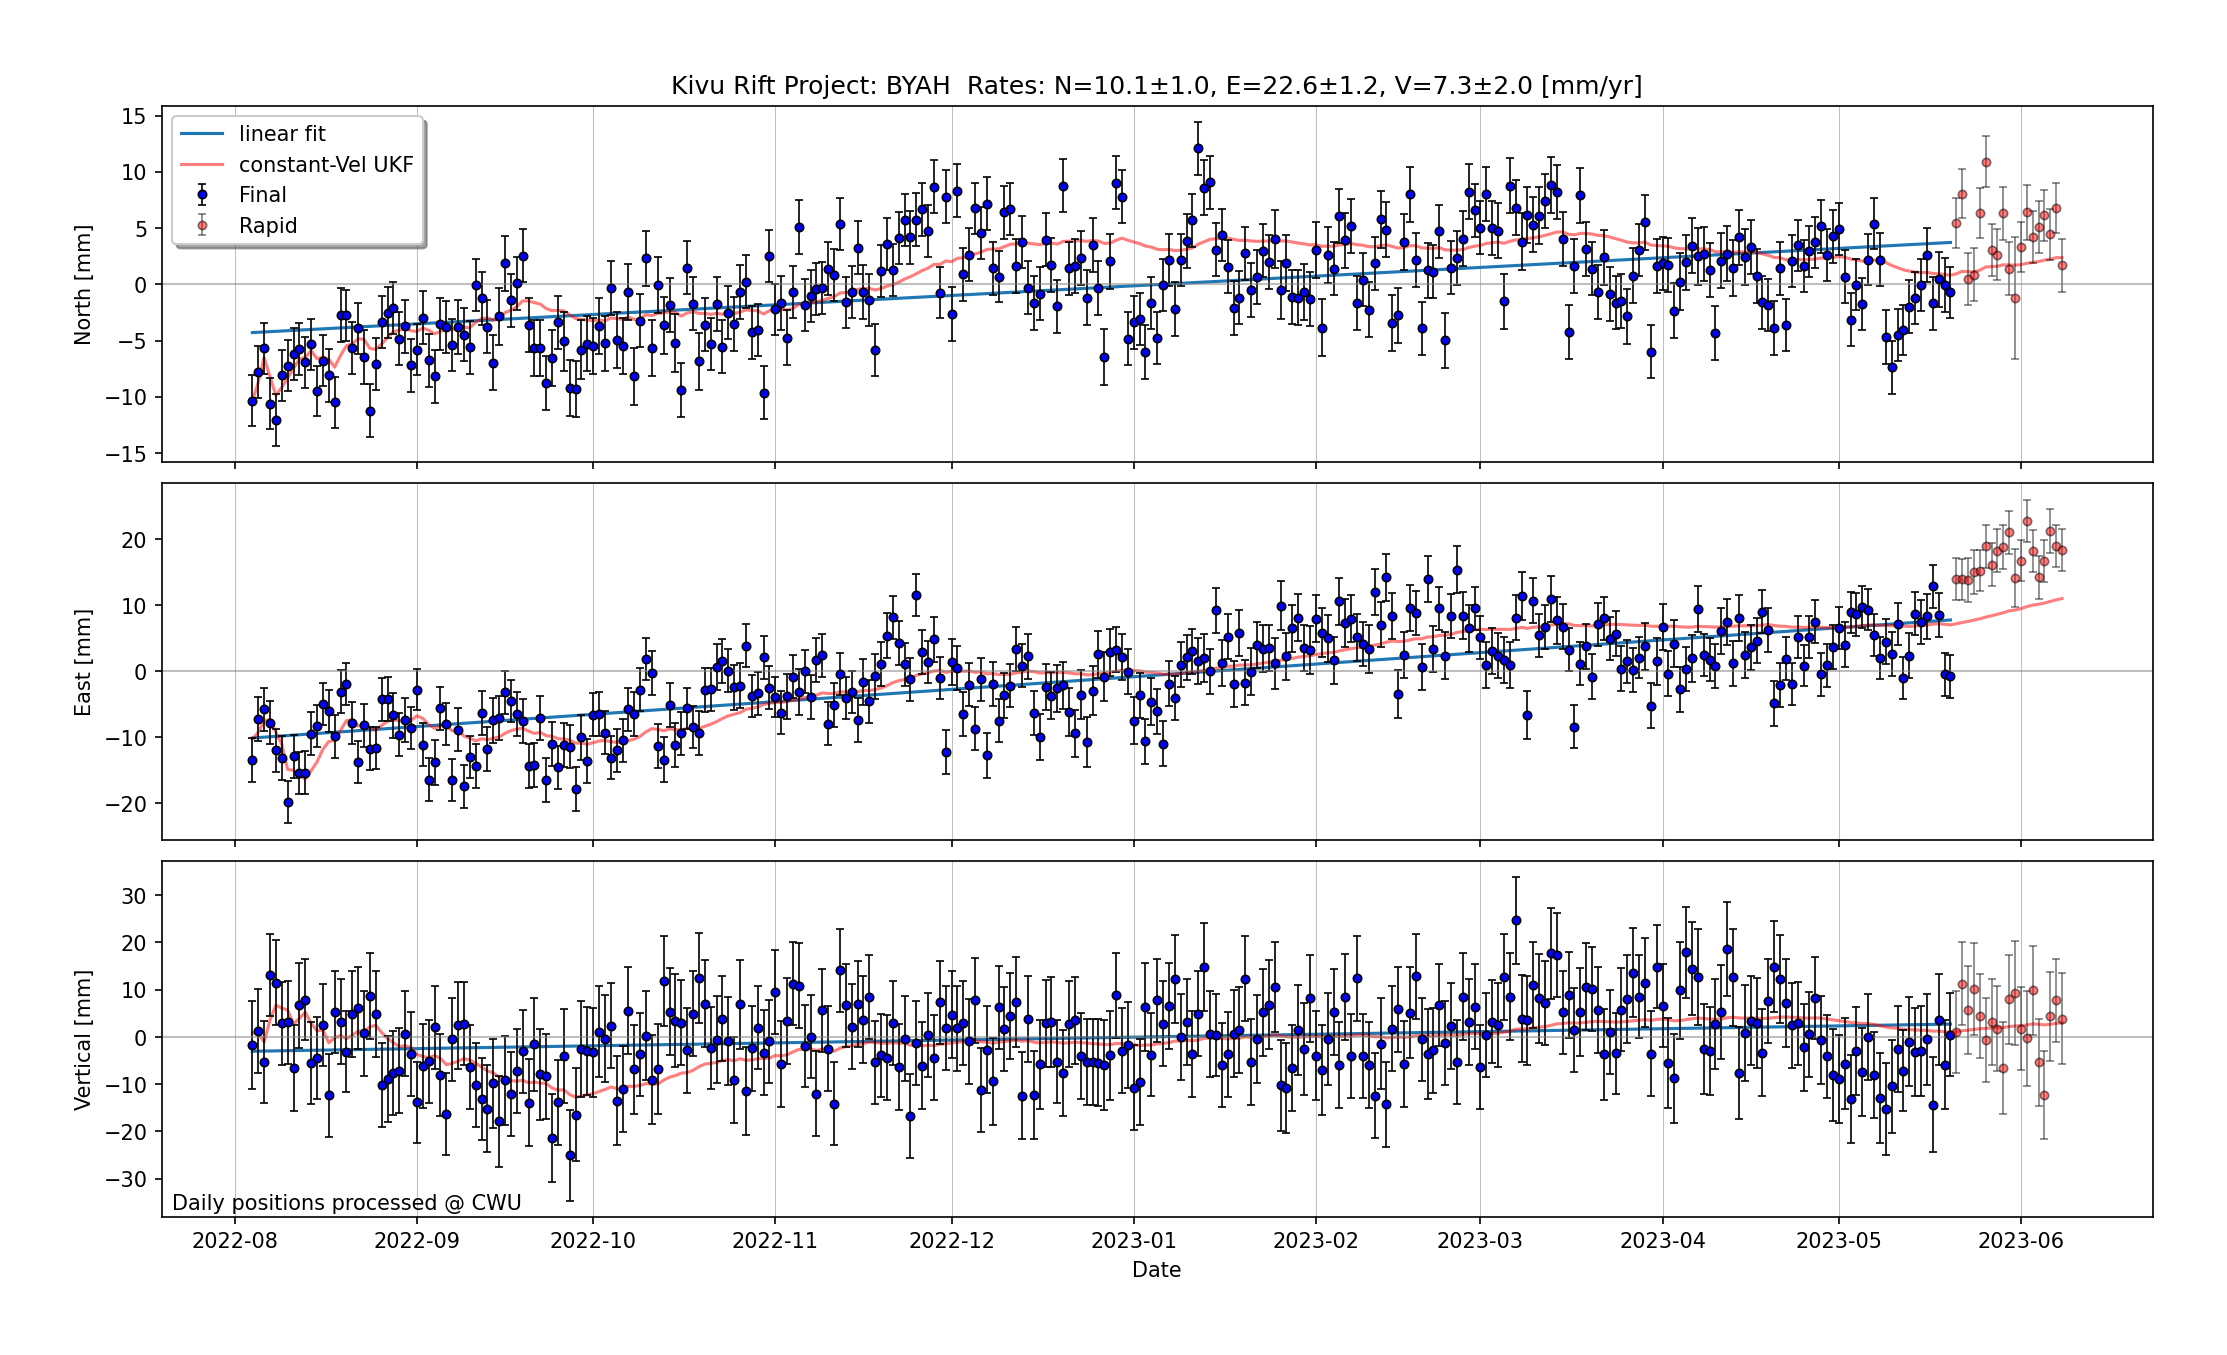 Kivu Rift Project: BYAH  Rates: N=10.1±1.0, E=22.6±1.2, V=7.3±2.0 [mm/yr]
linear fit
constant-Vel UKF
Final
Rapid
North [mm]
15
10
5
0
−5
−10
−15
East [mm]
20
10
0
−10
−20
Vertical [mm]
30
20
10
0
−10
−20
−30
Daily positions processed @ CWU
2022-08 2022-09 2022-10 2022-11 2022-12 2023-01 2023-02 2023-03 2023-04 2023-05 2023-06
Date